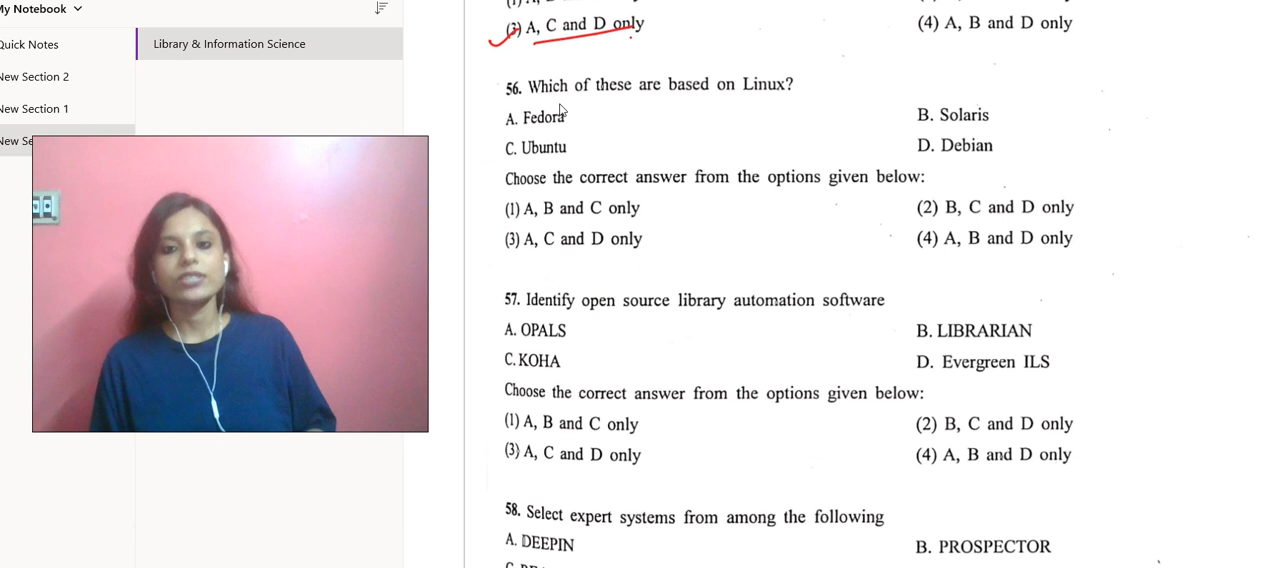 My Notebook
Quick Notes
Library & Information Science
New Section 2
New Section 1
New Se
(3) A, C and D only
(4) A, B and D only
56. Which of these are based on Linux?
A. Fedora
B. Solaris
C. Ubuntu
D. Debian
Choose the correct answer from the options given below:
(1) A, B and C only
(2) B, C and D only
(3) A, C and D only
(4) A, B and D only
57. Identify open source library automation software
A. OPALS
B. LIBRARIAN
C. KOHA
D. Evergreen ILS
Choose the correct answer from the options given below:
(1) A, B and C only
(2) B, C and D only
(3) A, C and D only
(4) A, B and D only
58. Select expert systems from among the following
A. DEEPIN
B. PROSPECTOR